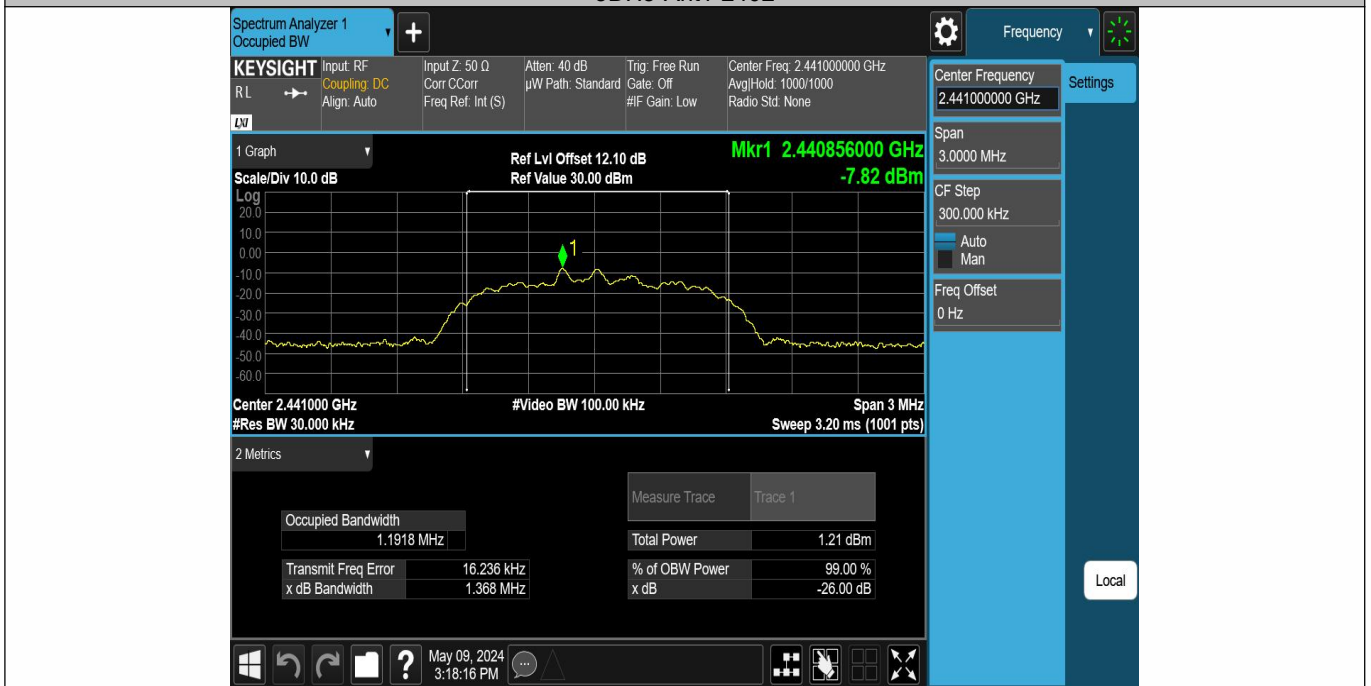 Spectrum Analyzer 1
Occupied BW
Frequency
KEYSIGHT
R L
LXI
Input: RF
Coupling: DC
Align: Auto
Input Z: 50 Ω
Corr CCorr
Freq Ref: Int (S)
Atten: 40 dB
µW Path: Standard
Trig: Free Run
Gate: Off
#IF Gain: Low
Center Freq: 2.441000000 GHz
Avg|Hold: 1000/1000
Radio Std: None
Center Frequency
2.441000000 GHz
Settings
Span
3.0000 MHz
CF Step
300.000 kHz
Auto
Man
Freq Offset
0 Hz
Local
1 Graph
Scale/Div 10.0 dB
Ref Lvl Offset 12.10 dB
Ref Value 30.00 dBm
Mkr1 2.440856000 GHz
-7.82 dBm
Log
20.0
10.0
0.00
-10.0
-20.0
-30.0
-40.0
-50.0
-60.0
1
Center 2.441000 GHz
#Res BW 30.000 kHz
#Video BW 100.00 kHz
Span 3 MHz
Sweep 3.20 ms (1001 pts)
2 Metrics
Measure Trace Trace 1
Occupied Bandwidth
1.1918 MHz
Total Power 1.21 dBm
Transmit Freq Error 16.236 kHz
% of OBW Power 99.00 %
x dB Bandwidth 1.368 MHz
x dB -26.00 dB
?
May 09, 2024
3:18:16 PM